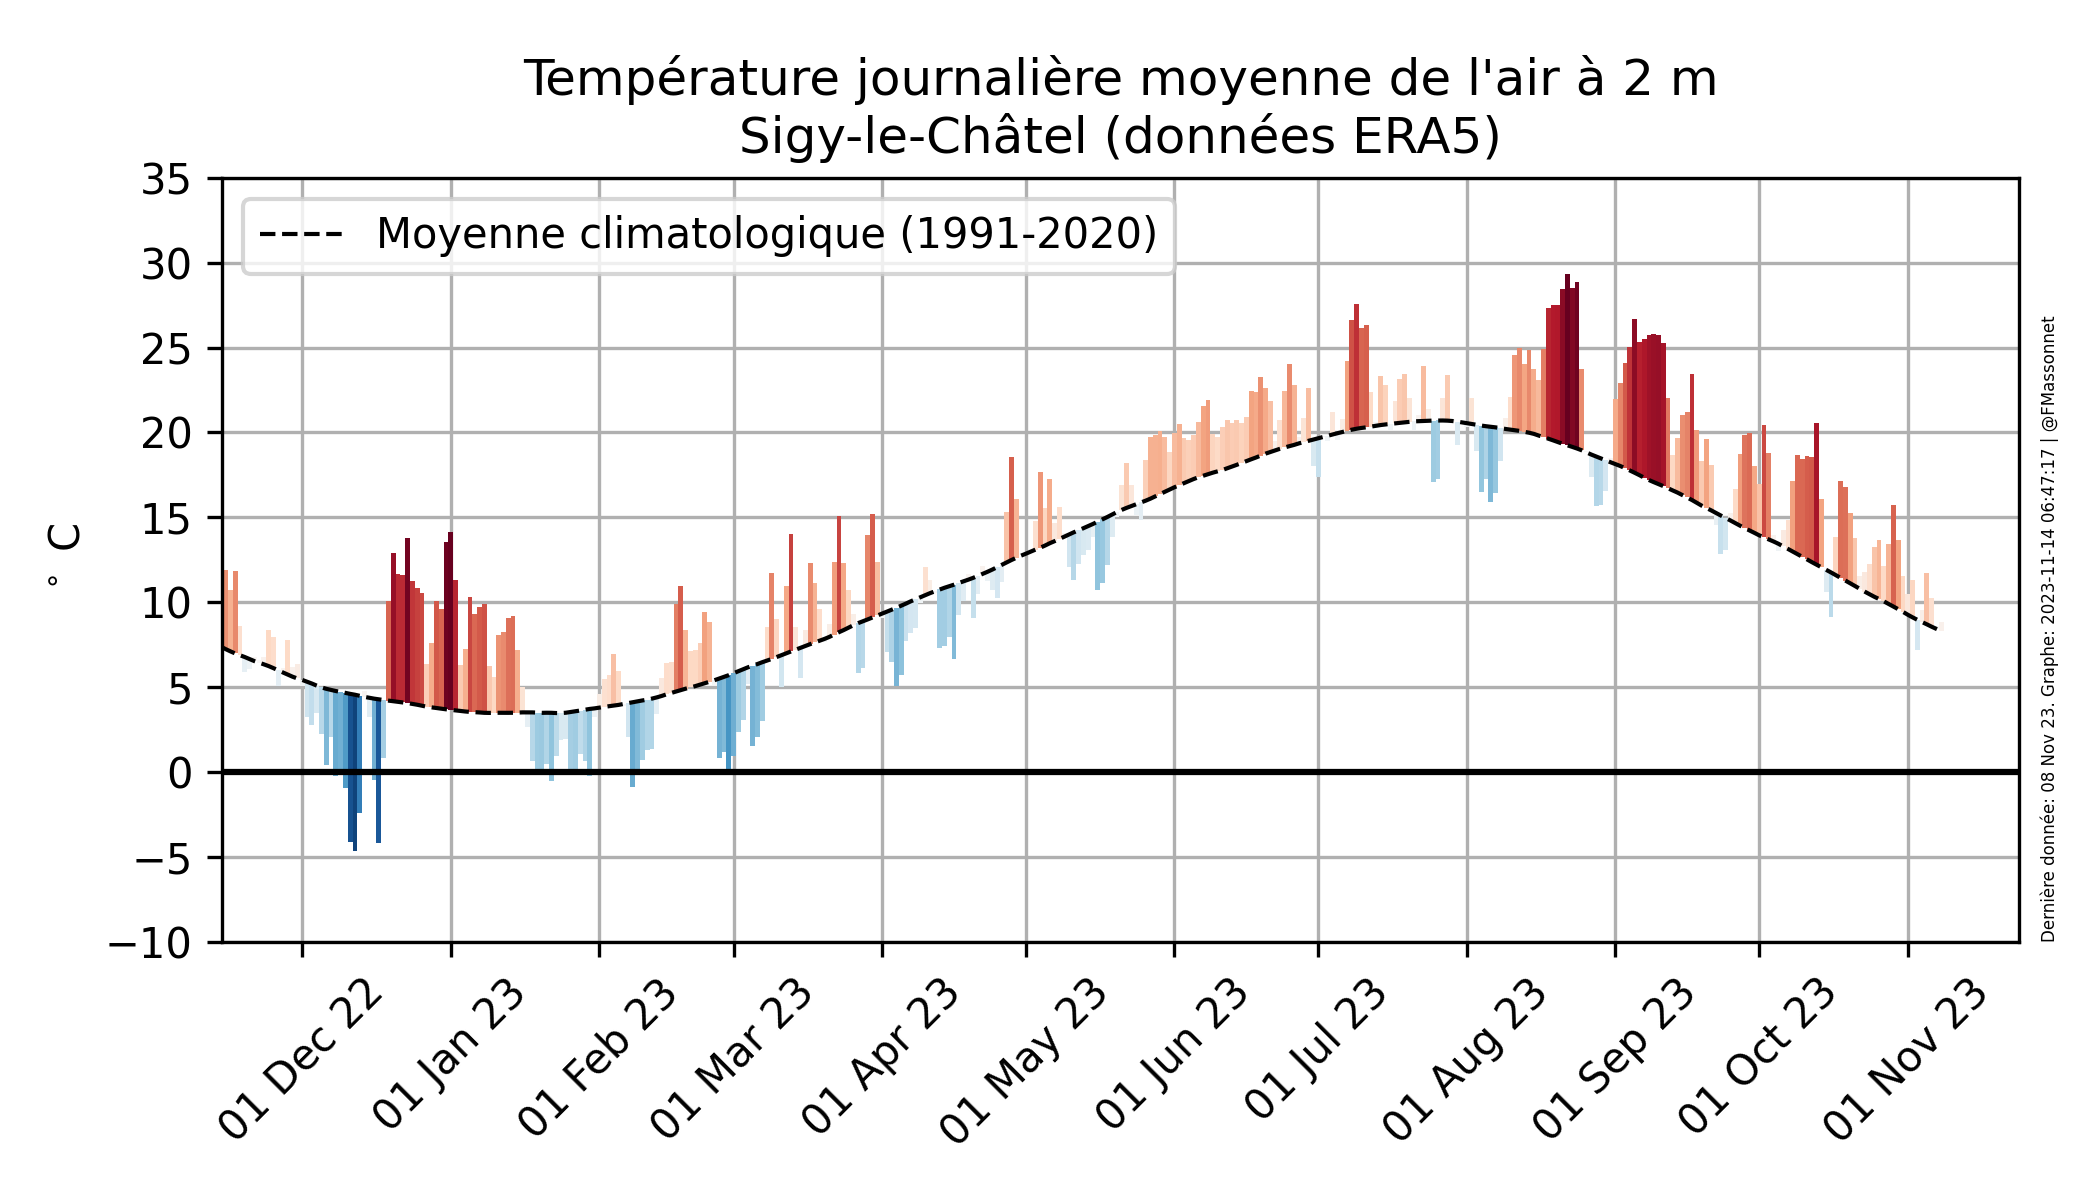 Température journalière moyenne de l'air à 2 m
Sigy-le-Châtel (données ERA5)
Moyenne climatologique (1991-2020)
° C
35
30
25
20
15
10
5
0
−5
−10
01 Dec 22
01 Jan 23
01 Feb 23
01 Mar 23
01 Apr 23
01 May 23
01 Jun 23
01 Jul 23
01 Aug 23
01 Sep 23
01 Oct 23
01 Nov 23
Dernière donnée: 08 Nov 23. Graphe: 2023-11-14 06:47:17 | @FMassonnet